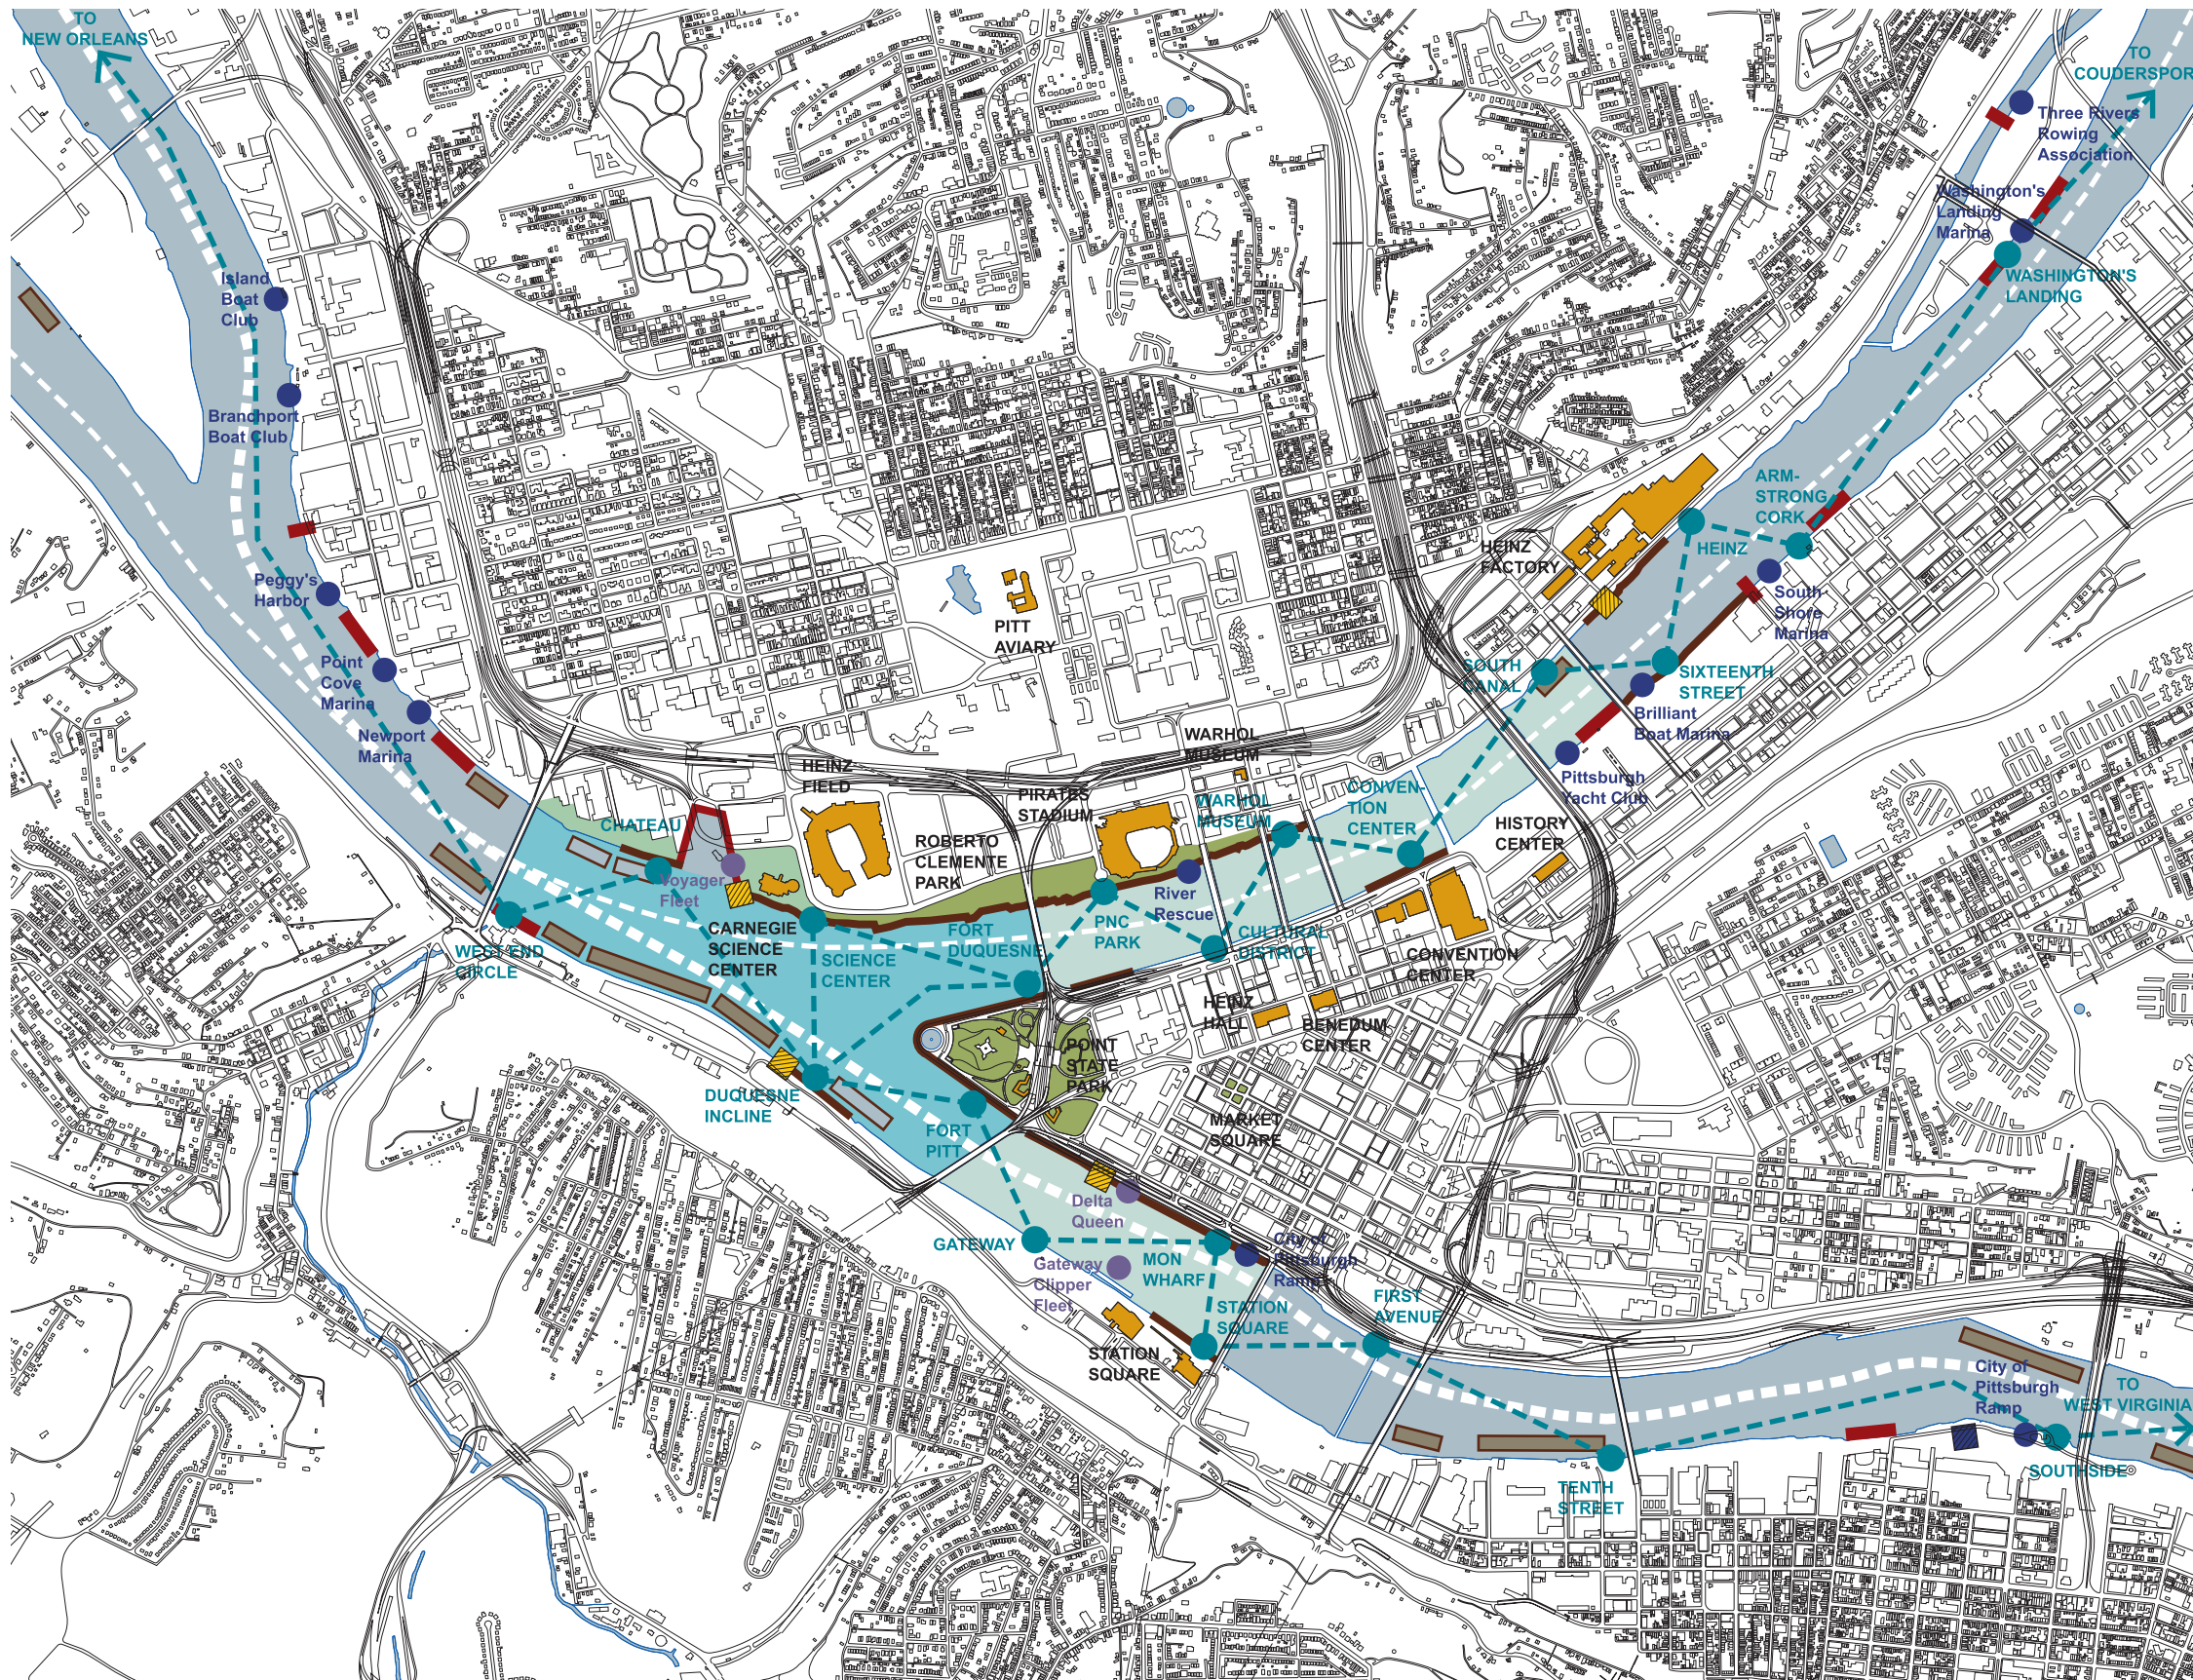 TO
NEW ORLEANS
TO
COUDERSPOR
Three Rivers
Rowing
Association
Washington's
Landing
Marina
WASHINGTON'S
LANDING
Island
Boat
Club
Branchport
Boat Club
ARM-
STRONG
CORK
HEINZ
HEINZ
FACTORY
Peggy's
Harbor
South
Shore
Marina
PITT
AVIARY
Point
Cove
Marina
SOUTH
CANAL
SIXTEENTH
STREET
Brilliant
Boat Marina
Newport
Marina
WARHOL
MUSEUM
HEINZ
FIELD
Pittsburgh
Yacht Club
PIRATES
STADIUM
WARHOL
MUSEUM
CONVEN-
TION
CENTER
CHATEAU
HISTORY
CENTER
ROBERTO
CLEMENTE
PARK
Voyager
Fleet
River
Rescue
CARNEGIE
SCIENCE
CENTER
FORT
DUQUESNE
PNC
PARK
CULTURAL
DISTRICT
WEST END
CIRCLE
SCIENCE
CENTER
CONVENTION
CENTER
HEINZ
HALL
BENEDUM
CENTER
POINT
STATE
PARK
DUQUESNE
INCLINE
FORT
PITT
MARKET
SQUARE
Delta
Queen
GATEWAY
City of
Pittsburgh
Ramp
Gateway
Clipper
Fleet
MON
WHARF
STATION
SQUARE
FIRST
AVENUE
STATION
SQUARE
City of
Pittsburgh
Ramp
TO
WEST VIRGINIA
SOUTHSIDE
TENTH
STREET